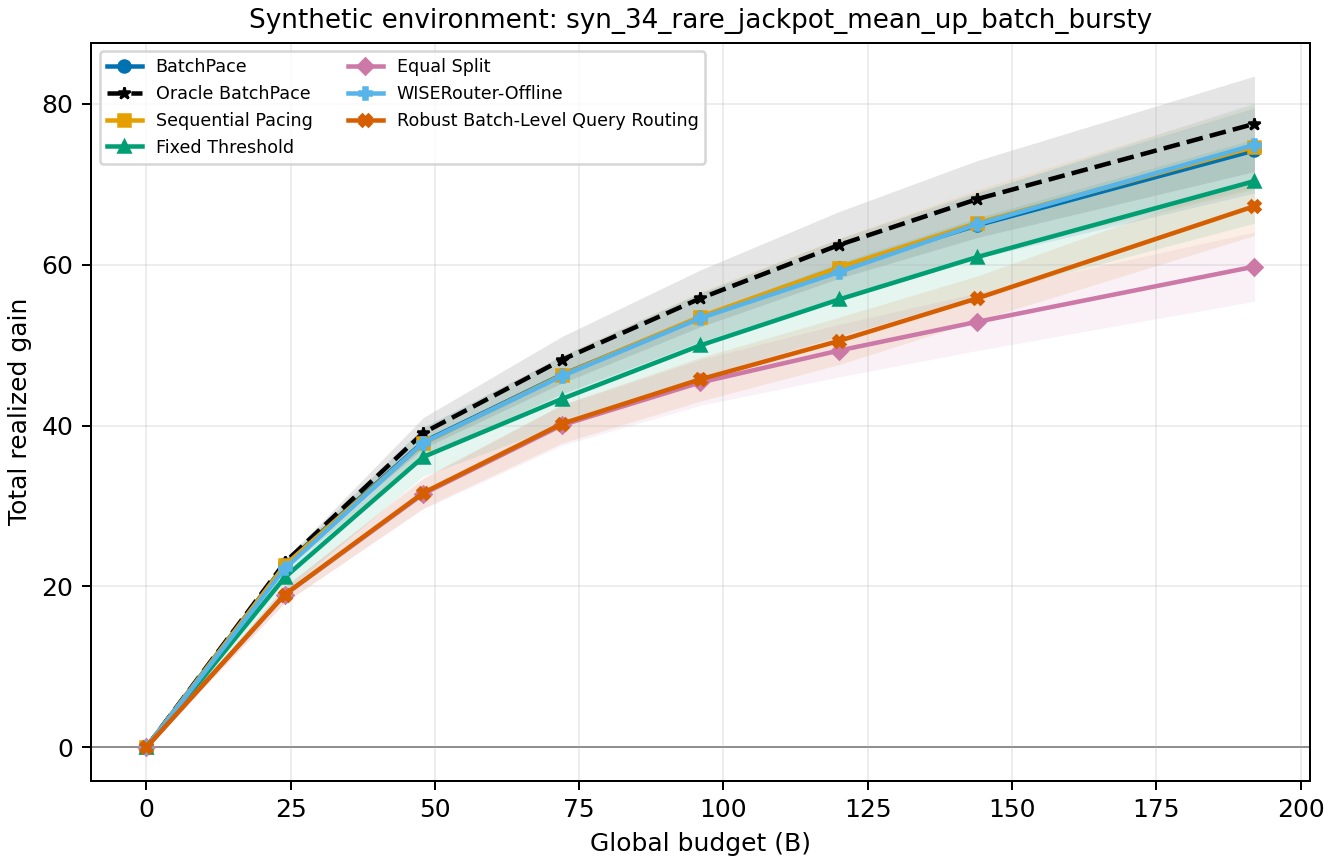 Synthetic environment: syn_34_rare_jackpot_mean_up_batch_bursty
BatchPace
Oracle BatchPace
Sequential Pacing
Fixed Threshold
Equal Split
WISERouter-Offline
Robust Batch-Level Query Routing
Total realized gain
80
60
40
20
0
0 25 50 75 100 125 150 175 200
Global budget (B)